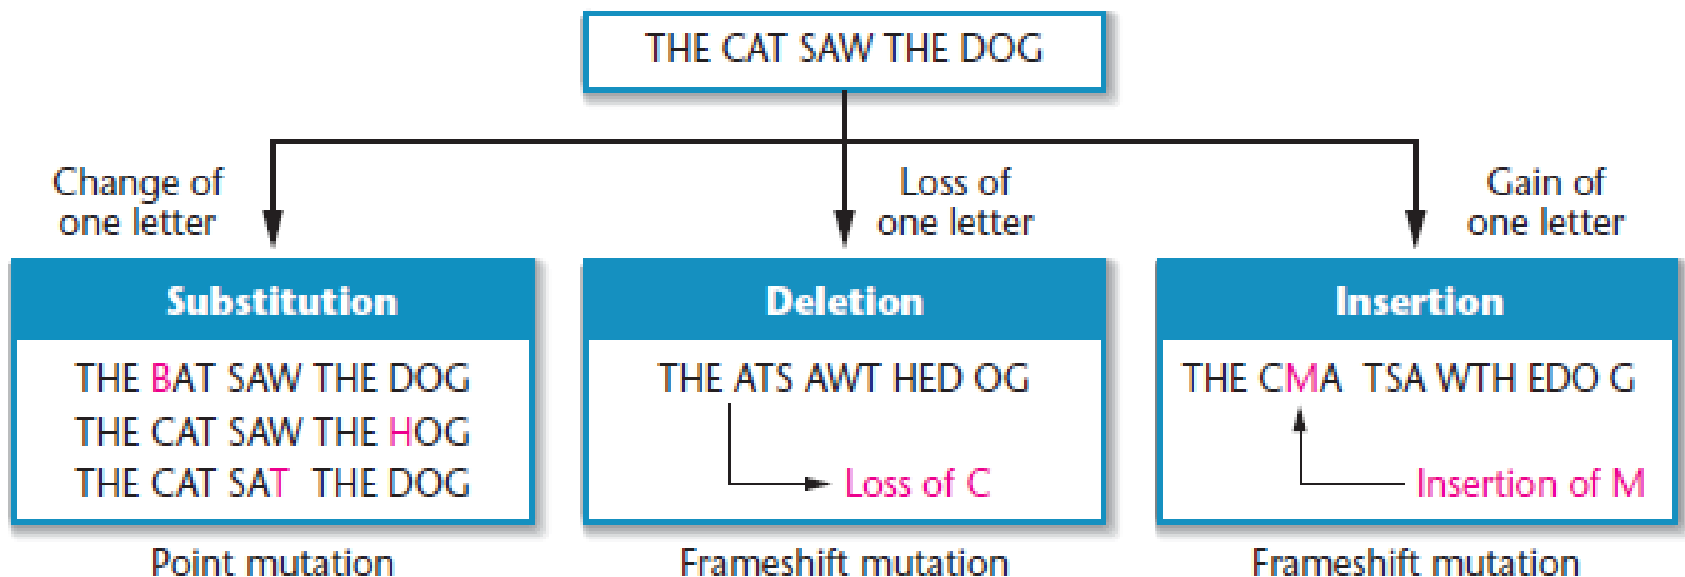 THE CAT SAW THE DOG
Change of
one letter
Loss of
one letter
Gain of
one letter
Substitution
THE BAT SAW THE DOG
THE CAT SAW THE HOG
THE CAT SAT THE DOG
Point mutation
Deletion
THE ATS AWT HED OG
Loss of C
Frameshift mutation
Insertion
THE CMA TSA WTH EDO G
Insertion of M
Frameshift mutation